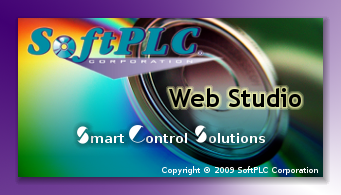 SoftPLC
CORPORATION
Web Studio
Smart Control Solutions
Copyright © 2009 SoftPLC Corporation